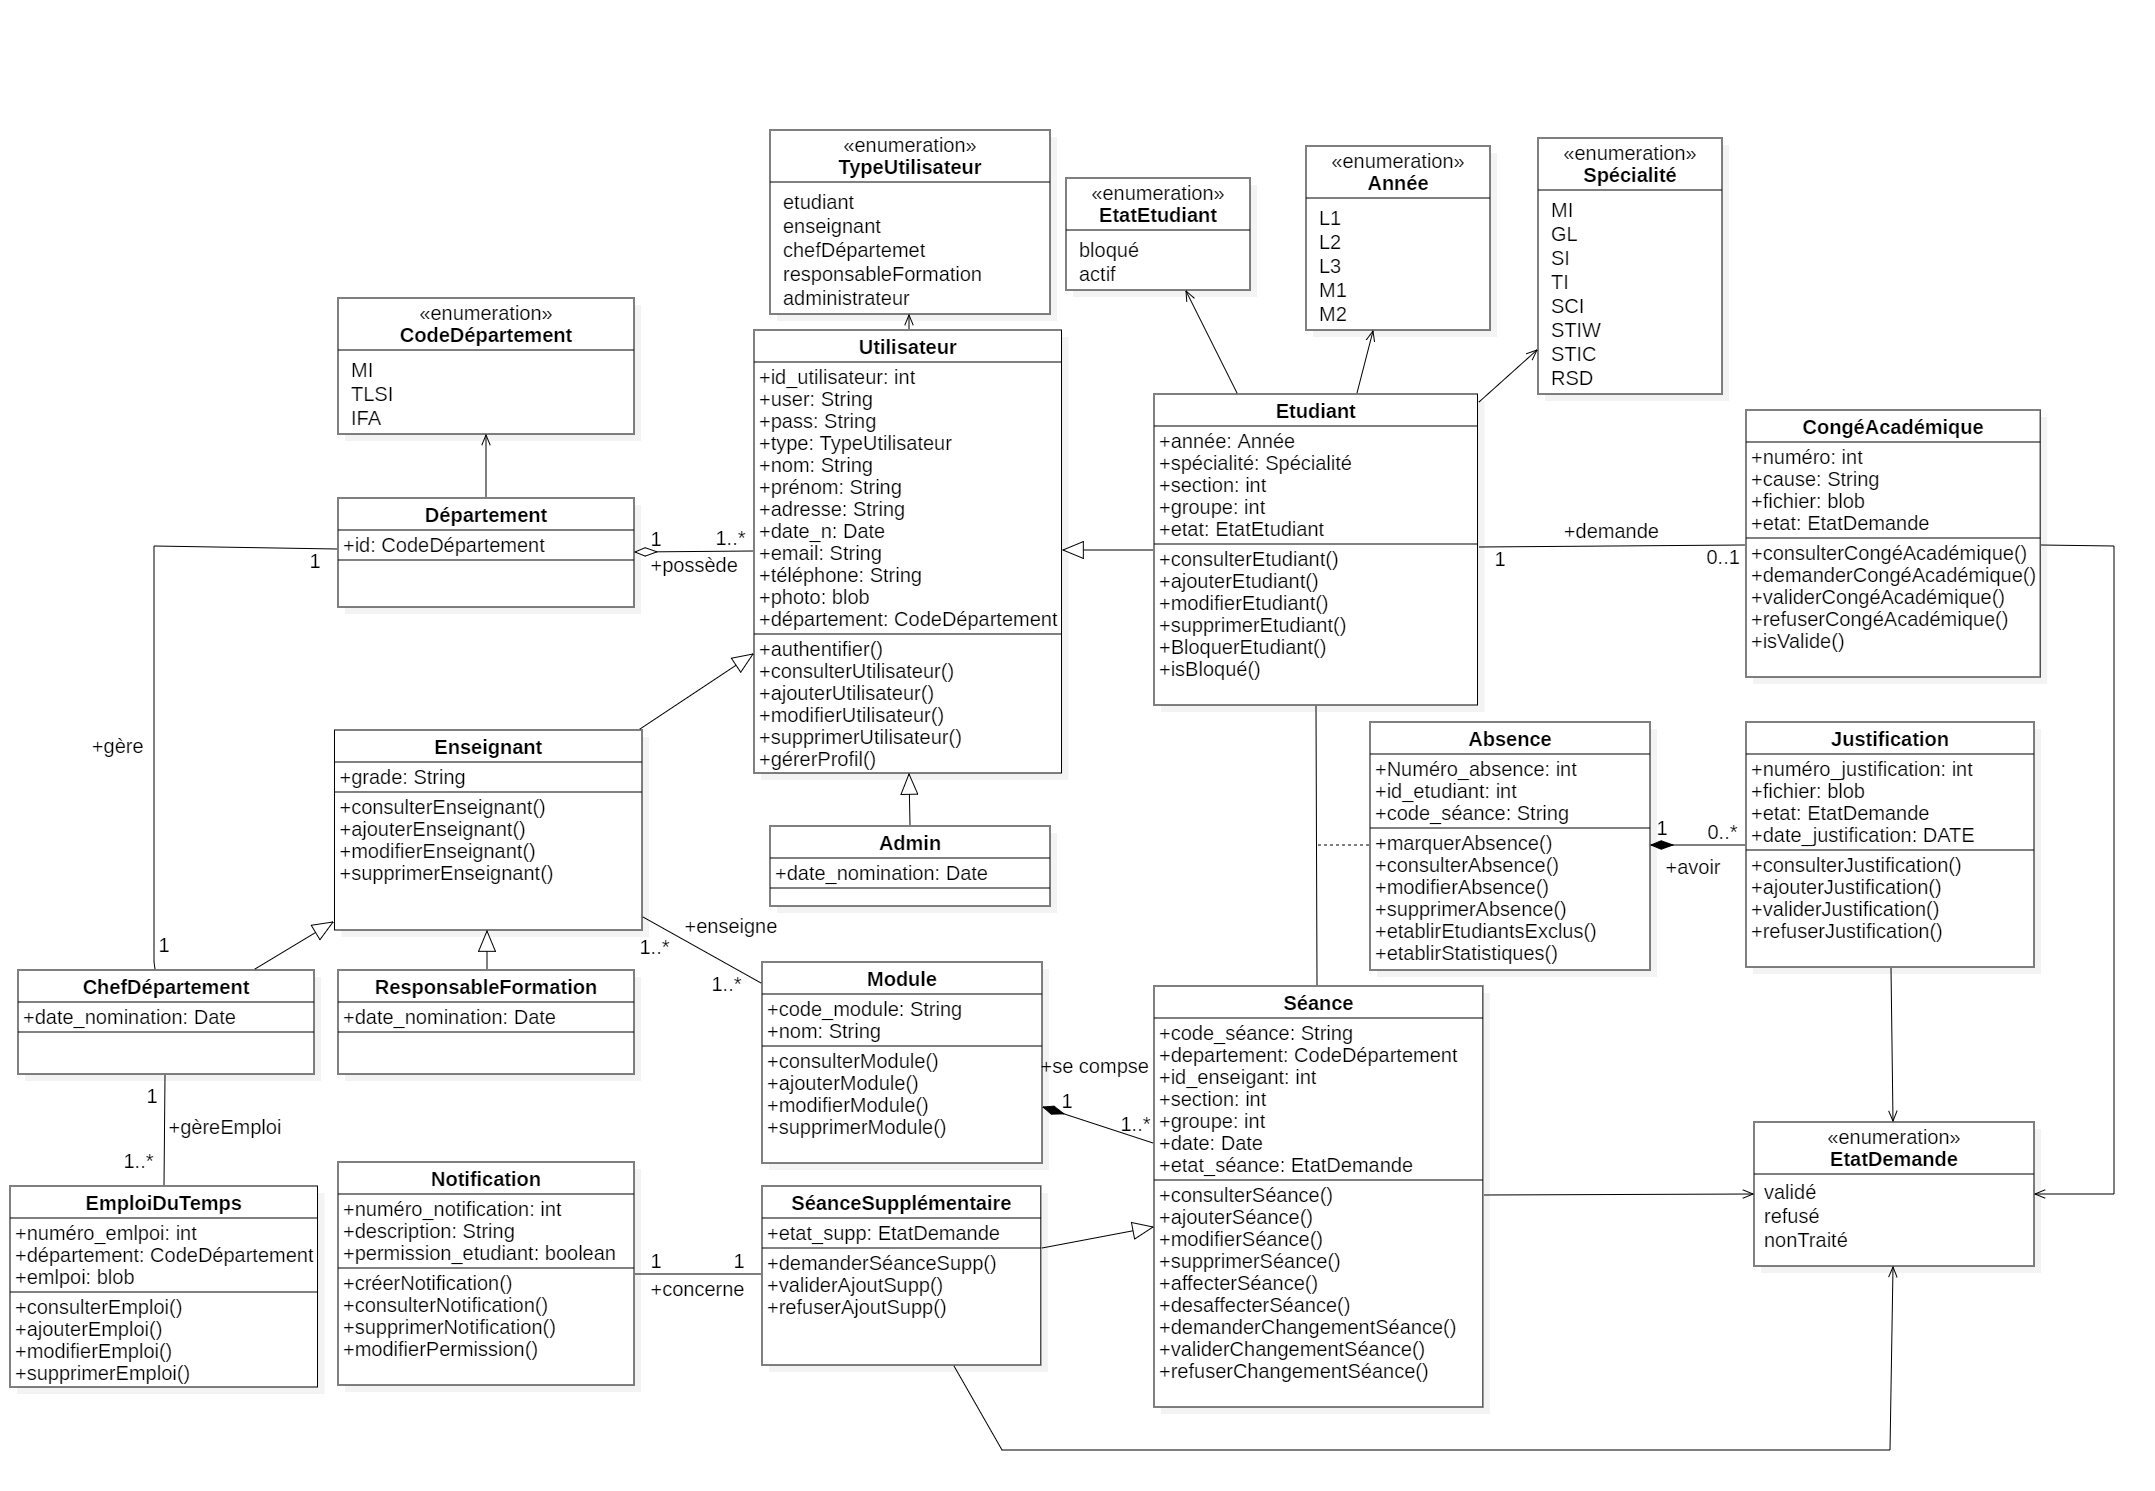 «enumeration»
TypeUtilisateur
etudiant
enseignant
chefDépartemet
responsableFormation
administrateur
«enumeration»
EtatEtudiant
bloqué
actif
«enumeration»
Année
L1
L2
L3
M1
M2
«enumeration»
Spécialité
MI
GL
SI
TI
SCI
STIW
STIC
RSD
«enumeration»
CodeDépartement
MI
TLSI
IFA
Département
+id: CodeDépartement
1
1
1..*
+possède
Utilisateur
+id_utilisateur: int
+user: String
+pass: String
+type: TypeUtilisateur
+nom: String
+prénom: String
+adresse: String
+date_n: Date
+email: String
+téléphone: String
+photo: blob
+département: CodeDépartement
+authentifier()
+consulterUtilisateur()
+ajouterUtilisateur()
+modifierUtilisateur()
+supprimerUtilisateur()
+gérerProfil()
Etudiant
+année: Année
+spécialité: Spécialité
+section: int
+groupe: int
+etat: EtatEtudiant
+consulterEtudiant()
+ajouterEtudiant()
+modifierEtudiant()
+supprimerEtudiant()
+BloquerEtudiant()
+isBloqué()
+demande
1
0..1
CongéAcadémique
+numéro: int
+cause: String
+fichier: blob
+etat: EtatDemande
+consulterCongéAcadémique()
+demanderCongéAcadémique()
+validerCongéAcadémique()
+refuserCongéAcadémique()
+isValide()
+gère
1
Enseignant
+grade: String
+consulterEnseignant()
+ajouterEnseignant()
+modifierEnseignant()
+supprimerEnseignant()
Admin
+date_nomination: Date
Absence
+Numéro_absence: int
+id_etudiant: int
+code_séance: String
+marquerAbsence()
+consulterAbsence()
+modifierAbsence()
+supprimerAbsence()
+etablirEtudiantsExclus()
+etablirStatistiques()
1
0..*
+avoir
Justification
+numéro_justification: int
+fichier: blob
+etat: EtatDemande
+date_justification: DATE
+consulterJustification()
+ajouterJustification()
+validerJustification()
+refuserJustification()
+enseigne
1..*
1..*
ChefDépartement
+date_nomination: Date
ResponsableFormation
+date_nomination: Date
Module
+code_module: String
+nom: String
+consulterModule()
+ajouterModule()
+modifierModule()
+supprimerModule()
+se compse
1
1..*
Séance
+code_séance: String
+departement: CodeDépartement
+id_enseigant: int
+section: int
+groupe: int
+date: Date
+etat_séance: EtatDemande
+consulterSéance()
+ajouterSéance()
+modifierSéance()
+supprimerSéance()
+affecterSéance()
+desaffecterSéance()
+demanderChangementSéance()
+validerChangementSéance()
+refuserChangementSéance()
«enumeration»
EtatDemande
validé
refusé
nonTraité
1
+gèreEmploi
1..*
EmploiDuTemps
+numéro_emlpoi: int
+département: CodeDépartement
+emlpoi: blob
+consulterEmploi()
+ajouterEmploi()
+modifierEmploi()
+supprimerEmploi()
Notification
+numéro_notification: int
+description: String
+permission_etudiant: boolean
+créerNotification()
+consulterNotification()
+supprimerNotification()
+modifierPermission()
1
1
+concerne
SéanceSupplémentaire
+etat_supp: EtatDemande
+demanderSéanceSupp()
+validerAjoutSupp()
+refuserAjoutSupp()